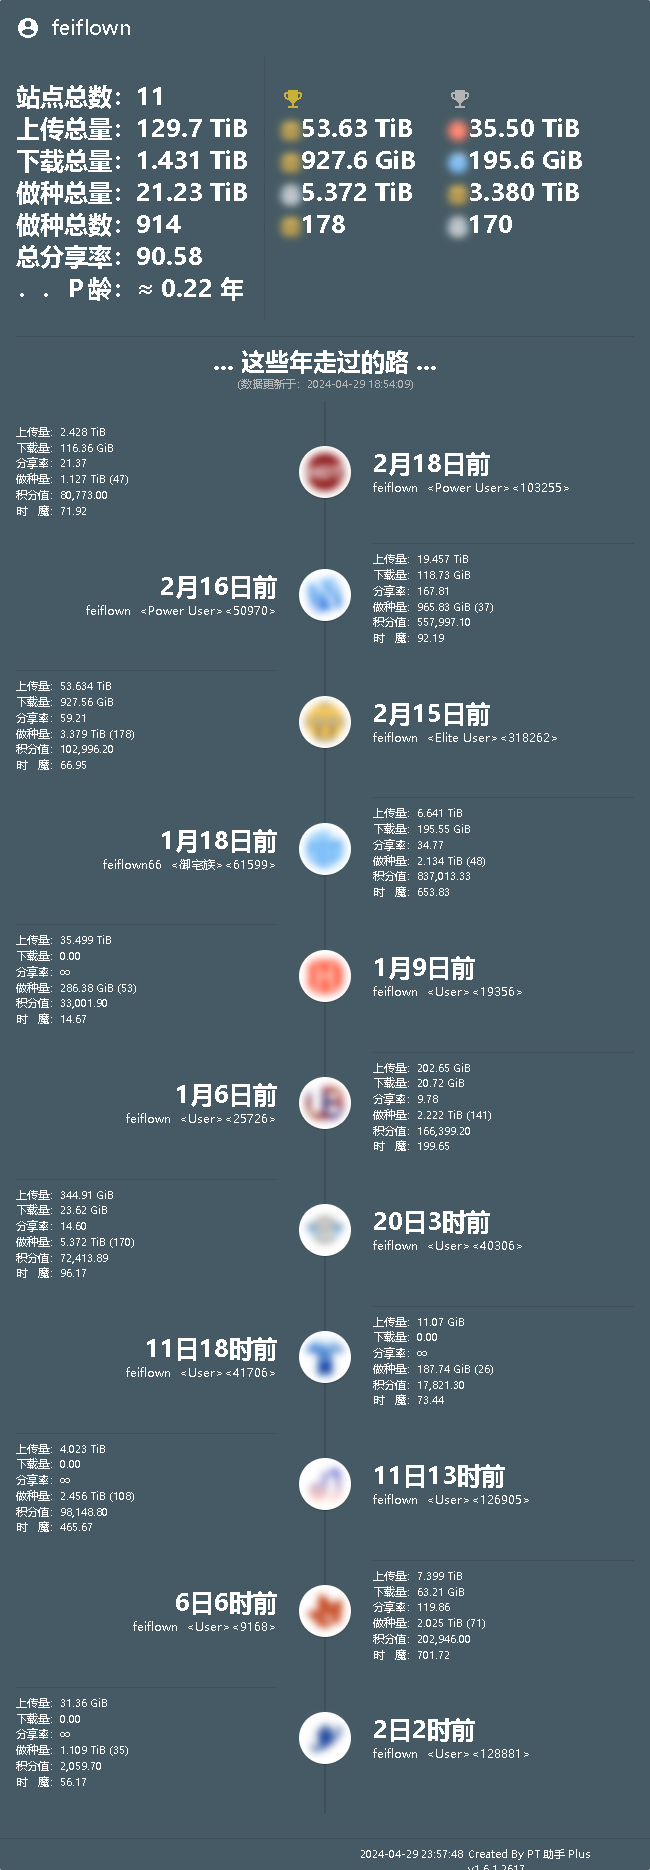 feiflown
站点总数：11
上传总量：129.7 TiB 53.63 TiB 35.50 TiB
下载总量：1.431 TiB 927.6 GiB 195.6 GiB
做种总量：21.23 TiB 5.372 TiB 3.380 TiB
做种总数：914 178 170
总分享率：90.58
．．P龄：≈ 0.22 年
... 这些年走过的路 ...
(数据更新于：2024-04-29 18:54:09)
上传量：2.428 TiB
下载量：116.36 GiB
分享率：21.37
做种量：1.127 TiB (47)
积分值：80,773.00
时　魔：71.92
2月18日前
feiflown <Power User> <103255>
2月16日前
feiflown <Power User> <50970>
上传量：19.457 TiB
下载量：118.73 GiB
分享率：167.81
做种量：965.83 GiB (37)
积分值：557,997.10
时　魔：92.19
上传量：53.634 TiB
下载量：927.56 GiB
分享率：59.21
做种量：3.379 TiB (178)
积分值：102,996.20
时　魔：66.95
2月15日前
feiflown <Elite User> <318262>
1月18日前
feiflown66 <御宅族> <61599>
上传量：6.641 TiB
下载量：195.55 GiB
分享率：34.77
做种量：2.134 TiB (48)
积分值：837,013.33
时　魔：653.83
上传量：35.499 TiB
下载量：0.00
分享率：∞
做种量：286.38 GiB (53)
积分值：33,001.90
时　魔：14.67
1月9日前
feiflown <User> <19356>
1月6日前
feiflown <User> <25726>
上传量：202.65 GiB
下载量：20.72 GiB
分享率：9.78
做种量：2.222 TiB (141)
积分值：166,399.20
时　魔：199.65
上传量：344.91 GiB
下载量：23.62 GiB
分享率：14.60
做种量：5.372 TiB (170)
积分值：72,413.89
时　魔：96.17
20日3时前
feiflown <User> <40306>
11日18时前
feiflown <User> <41706>
上传量：11.07 GiB
下载量：0.00
分享率：∞
做种量：187.74 GiB (26)
积分值：17,821.30
时　魔：73.44
上传量：4.023 TiB
下载量：0.00
分享率：∞
做种量：2.456 TiB (108)
积分值：98,148.80
时　魔：465.67
11日13时前
feiflown <User> <126905>
6日6时前
feiflown <User> <9168>
上传量：7.399 TiB
下载量：63.21 GiB
分享率：119.86
做种量：2.025 TiB (71)
积分值：202,946.00
时　魔：701.72
上传量：31.36 GiB
下载量：0.00
分享率：∞
做种量：1.109 TiB (35)
积分值：2,059.70
时　魔：56.17
2日2时前
feiflown <User> <128881>
2024-04-29 23:57:48 Created By PT 助手 Plus
v1.6.1.2617